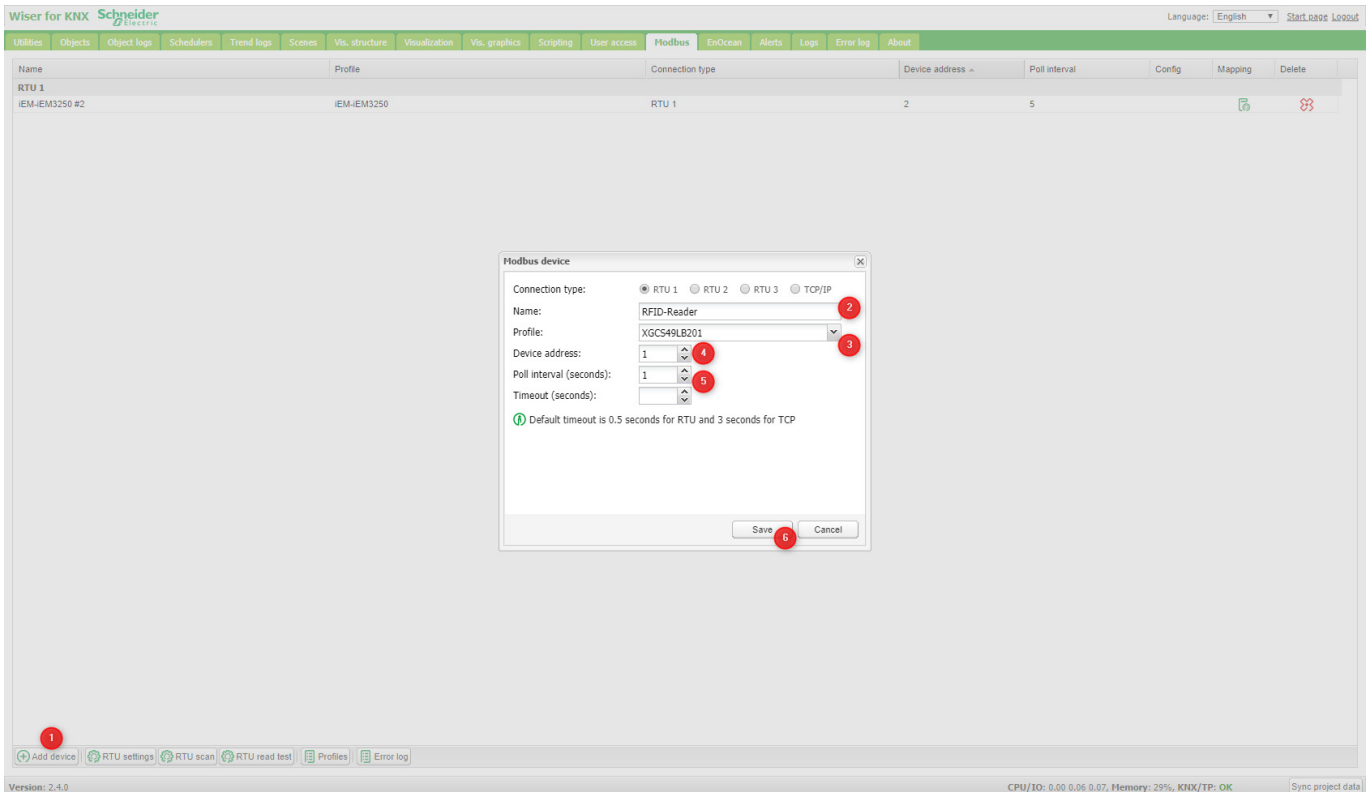 Wiser for KNX Schneider Electric Language: English Start page Logout
Utilities Objects Object logs Schedulers Trend logs Scenes Vis. structure Visualization Vis. graphics Scripting User access Modbus EnOcean Alerts Logs Error log About
Name Profile Connection type Device address Poll interval Config Mapping Delete
RTU 1
iEM-iEM3250 #2 iEM-iEM3250 RTU 1 2 5
Modbus device
Connection type: RTU 1 RTU 2 RTU 3 TCP/IP
Name: RFID-Reader 2
Profile: XGCS49LB201 3
Device address: 1 4
Poll interval (seconds): 1 5
Timeout (seconds):
Default timeout is 0.5 seconds for RTU and 3 seconds for TCP
Save 6 Cancel
1
Add device RTU settings RTU scan RTU read test Profiles Error log
Version: 2.4.0 CPU/IO: 0.00 0.06 0.07, Memory: 29%, KNX/TP: OK Sync project data